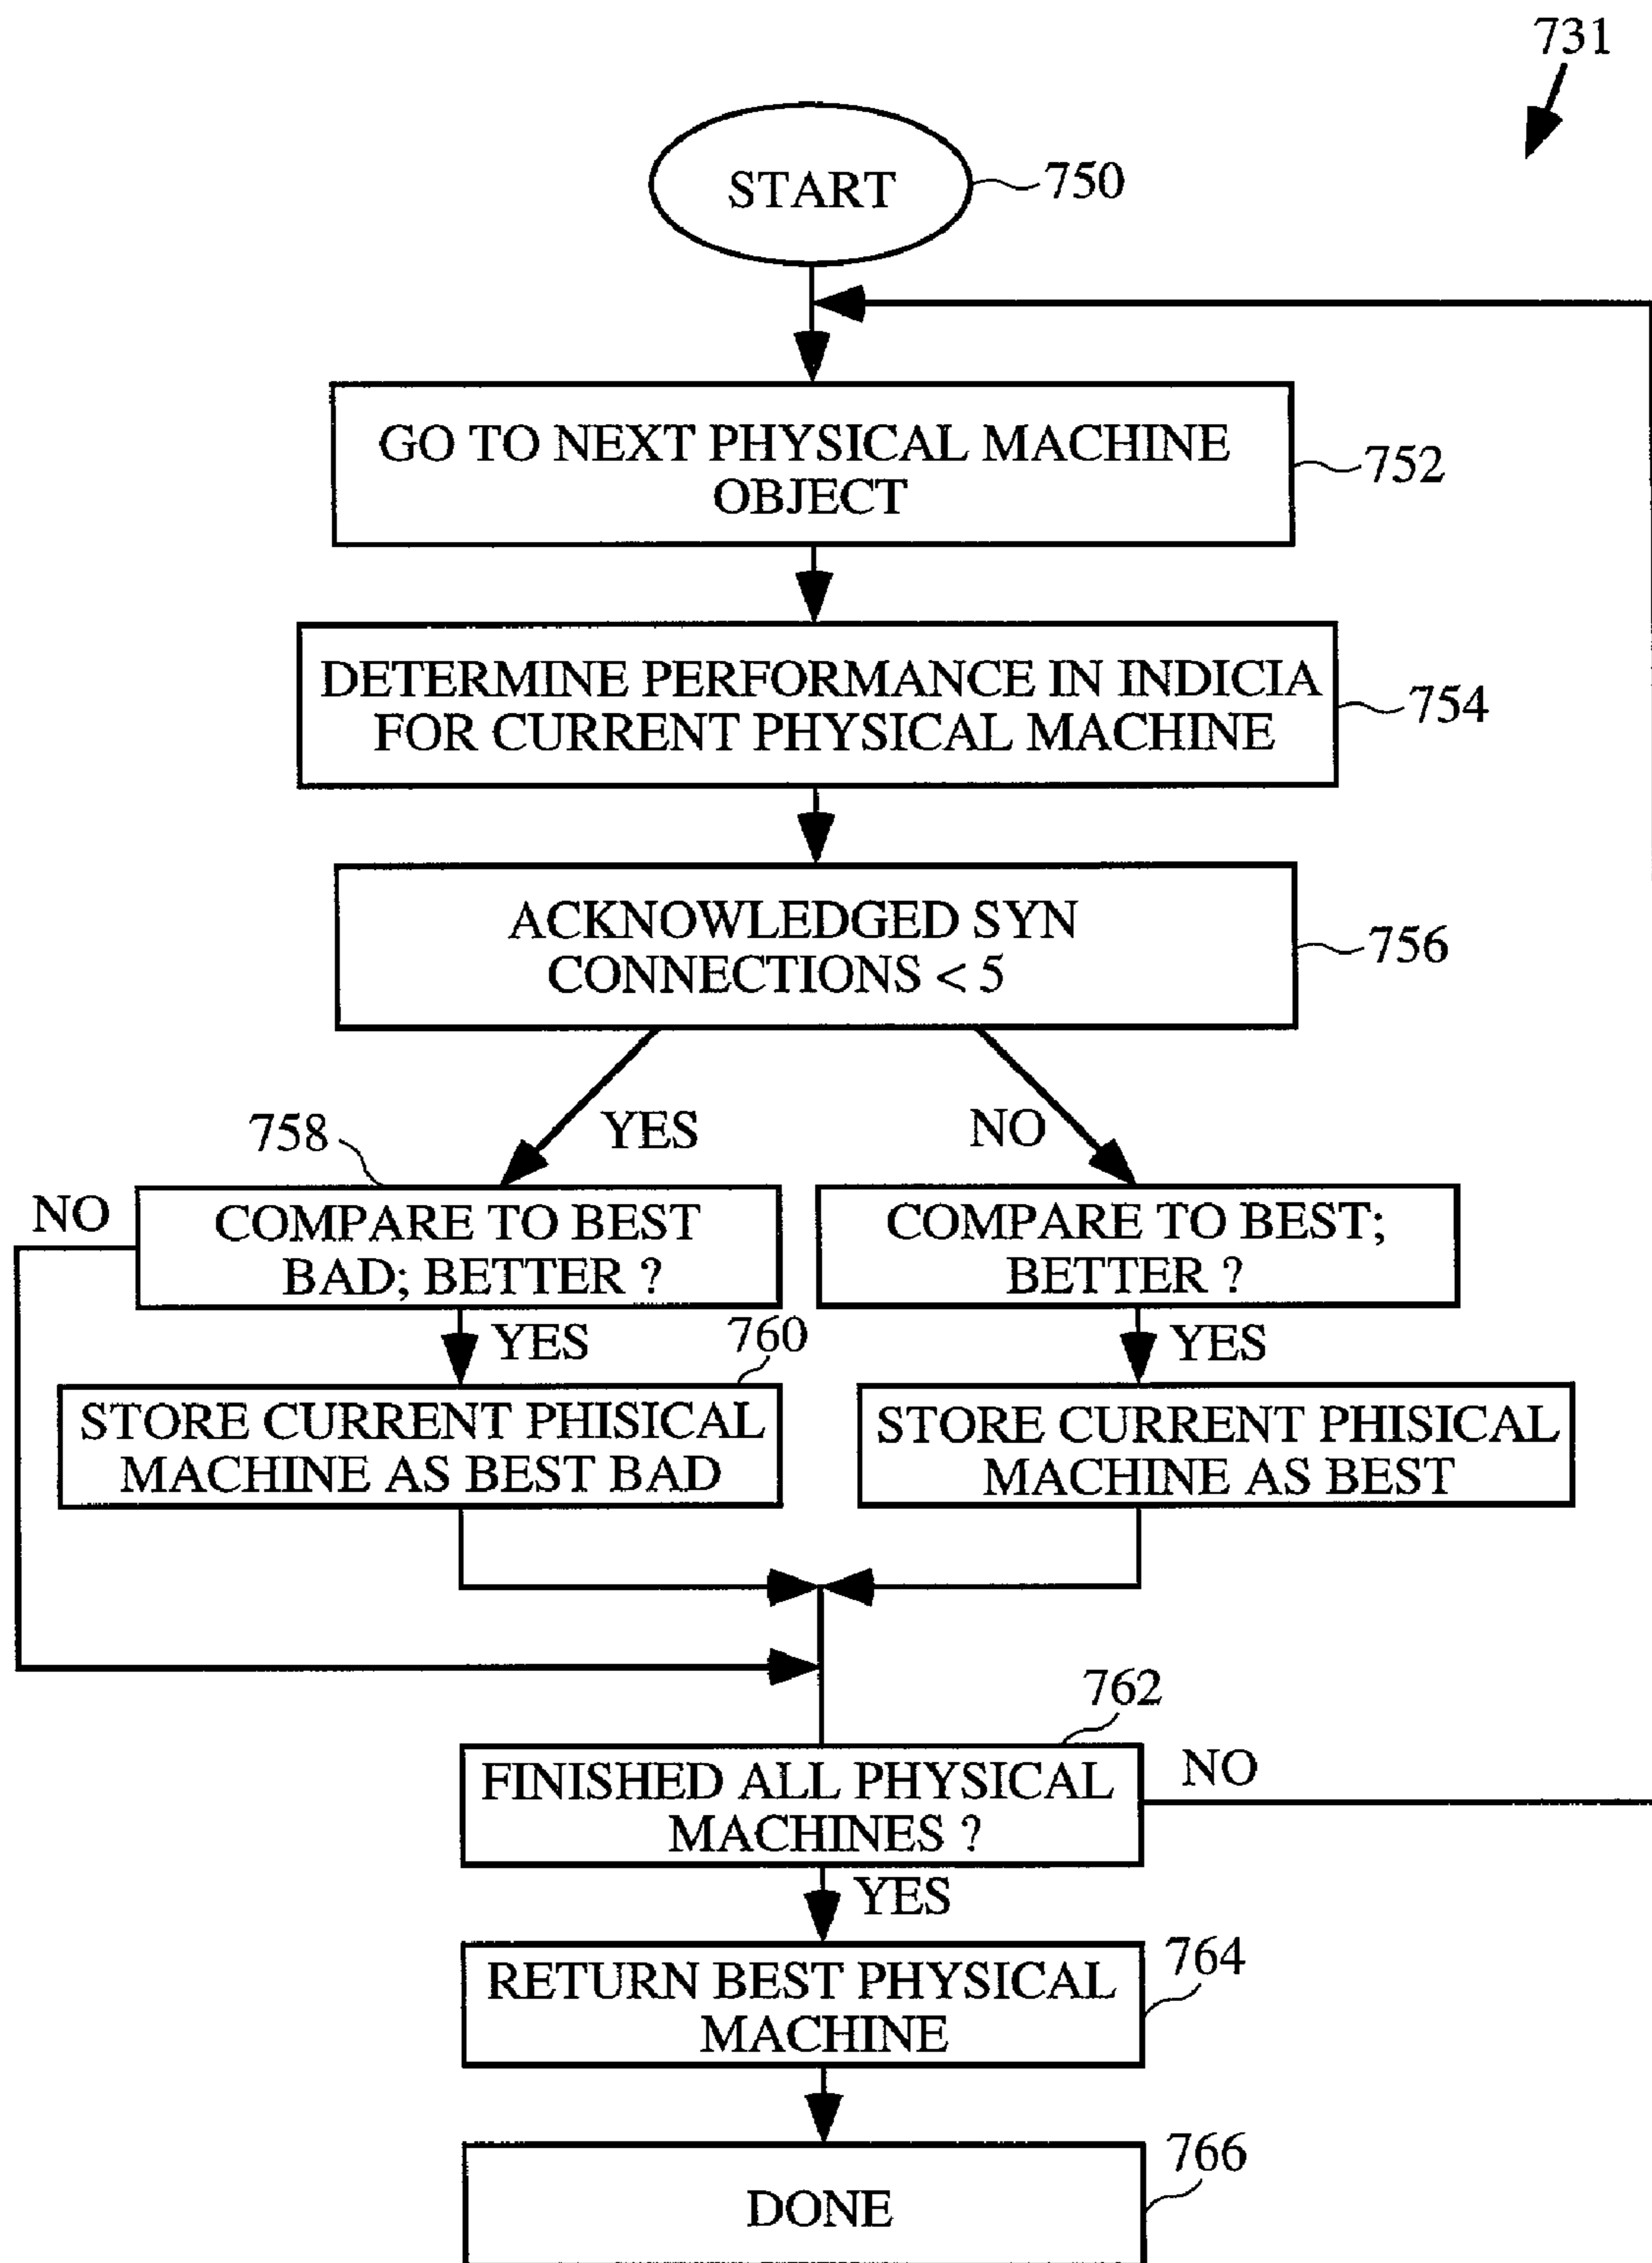 731
START
750
GO TO NEXT PHYSICAL MACHINE
OBJECT
752
DETERMINE PERFORMANCE IN INDICIA
FOR CURRENT PHYSICAL MACHINE
754
ACKNOWLEDGED SYN
CONNECTIONS < 5
756
758
YES
NO
NO
COMPARE TO BEST
BAD; BETTER ?
COMPARE TO BEST;
BETTER ?
YES
760
YES
STORE CURRENT PHISICAL
MACHINE AS BEST BAD
STORE CURRENT PHISICAL
MACHINE AS BEST
762
FINISHED ALL PHYSICAL
MACHINES ?
NO
YES
RETURN BEST PHYSICAL
MACHINE
764
DONE
766